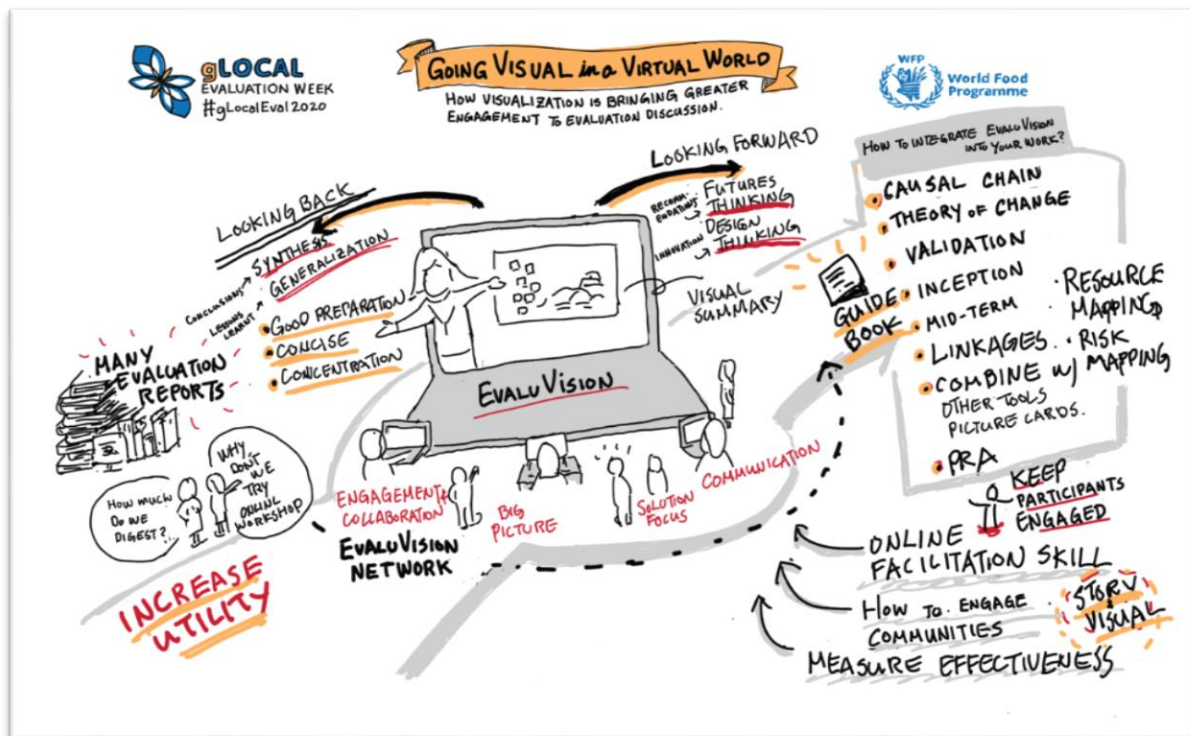 gLOCAL
EVALUATION WEEK
#gLocalEval2020
GOING VISUAL in a VIRTUAL WORLD
HOW VISUALIZATION IS BRINGING GREATER
ENGAGEMENT TO EVALUATION DISCUSSION.
WFP
World Food
Programme
LOOKING BACK
CONCLUSIONS
SYNTHESIS
LESSONS
LEARNT
GENERALIZATION
GOOD PREPARATION
CONCISE
CONCENTRATION
MANY
EVALUATION
REPORTS
HOW MUCH
DO WE
DIGEST?..
WHY
DON'T
WE
TRY
ONLINE
WORKSHOP
INCREASE
UTILITY
LOOKING FORWARD
RECOMM-
ENDATIONS
FUTURES
THINKING
INNOVATION
DESIGN
THINKING
VISUAL
SUMMARY
EVALUVISION
ENGAGEMENT +
COLLABORATION
BIG
PICTURE
SOLUTION
FOCUS
COMMUNICATION
EVALUVISION
NETWORK
HOW TO INTEGRATE EVALUVISION
INTO YOUR WORK?
GUIDE
BOOK
• CAUSAL CHAIN
• THEORY OF CHANGE
• VALIDATION
• INCEPTION
• MID-TERM
• LINKAGES
• COMBINE W/
OTHER TOOLS
PICTURE CARDS.
• PRA
• RESOURCE
MAPPING
• RISK
MAPPING
KEEP
PARTICIPANTS
ENGAGED
ONLINE
FACILITATION SKILL
HOW TO ENGAGE
COMMUNITIES
STORY
VISUAL
MEASURE EFFECTIVENESS